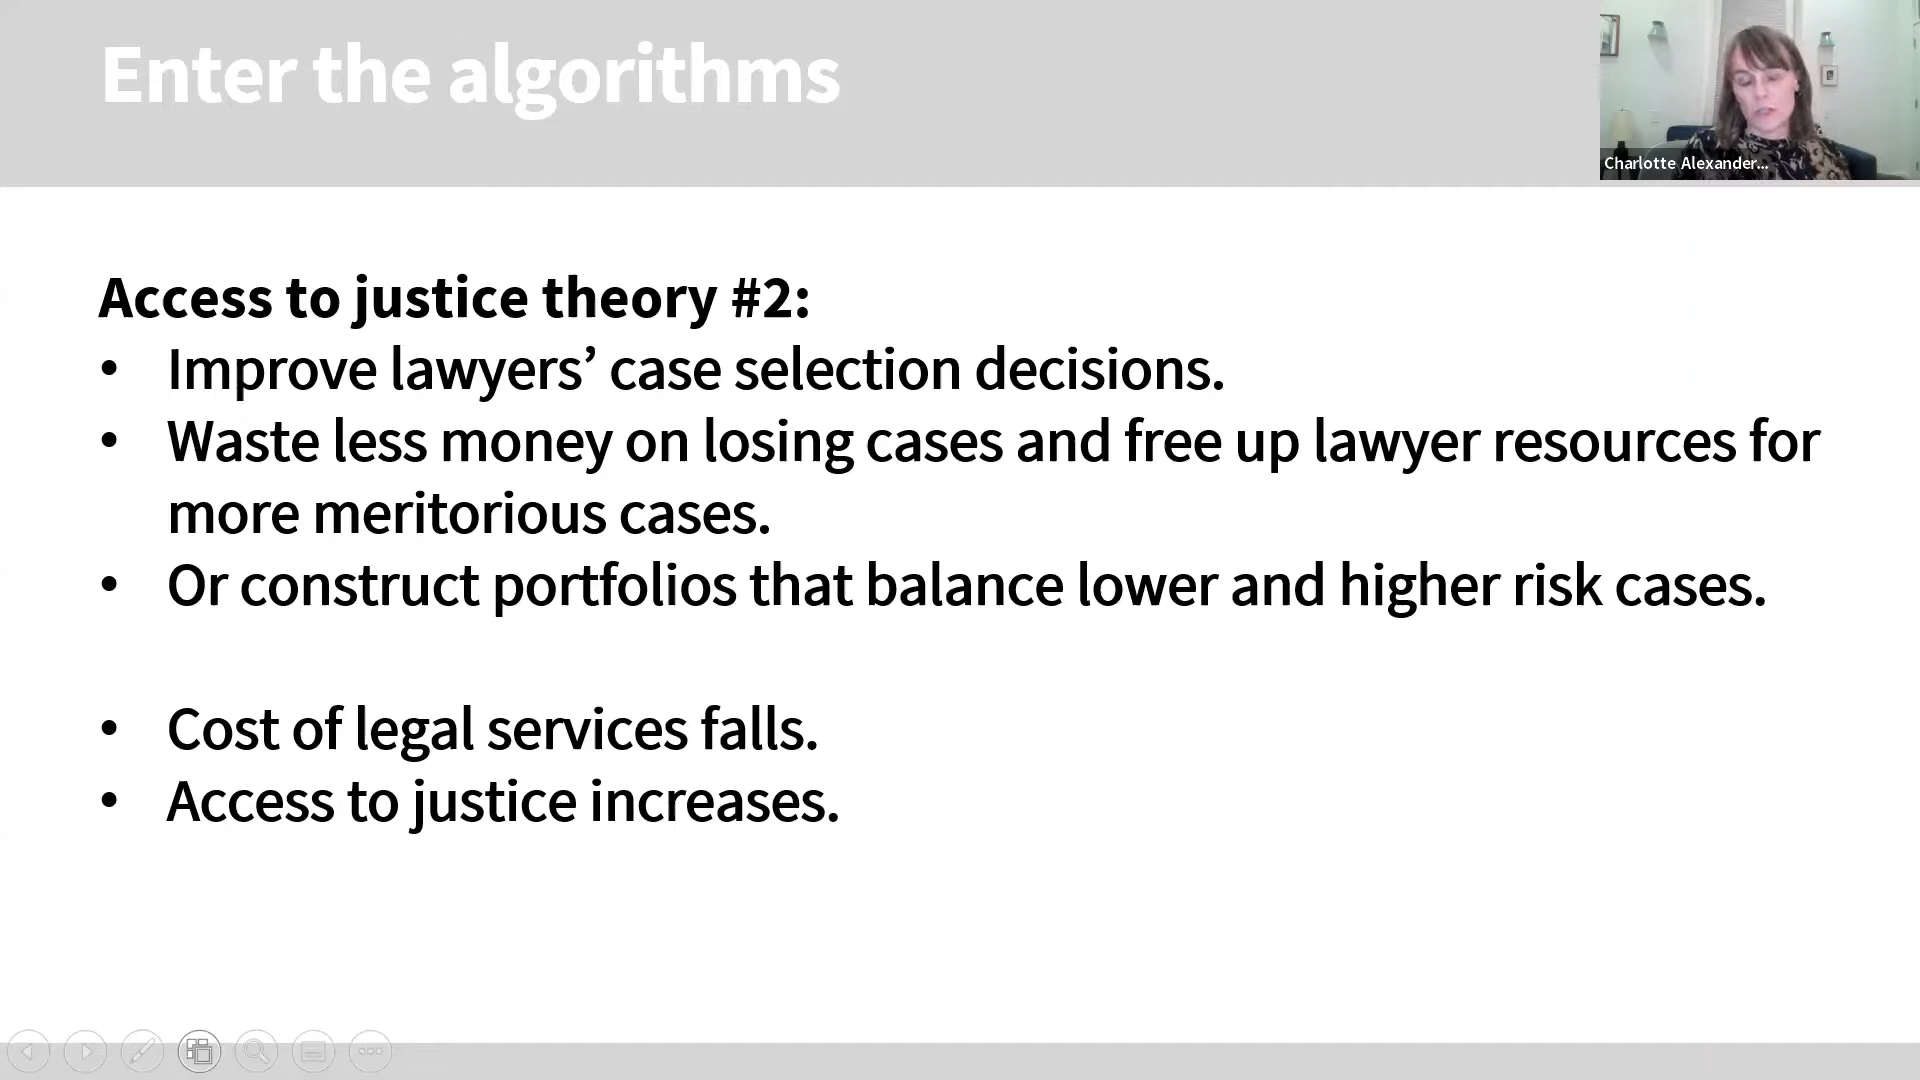 Enter the algorithms
Charlotte Alexander...
Access to justice theory #2:
• Improve lawyers’ case selection decisions.
• Waste less money on losing cases and free up lawyer resources for
more meritorious cases.
• Or construct portfolios that balance lower and higher risk cases.
• Cost of legal services falls.
• Access to justice increases.